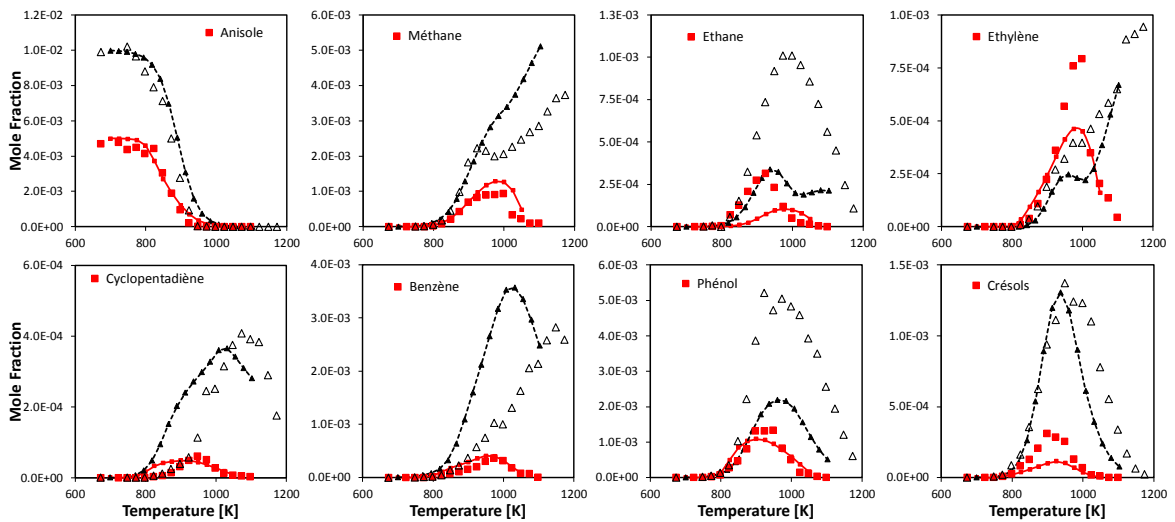 1.2E-02
1.0E-02
8.0E-03
6.0E-03
4.0E-03
2.0E-03
0.0E+00
600 800 1000 1200
Mole Fraction
Anisole
6.0E-03
5.0E-03
4.0E-03
3.0E-03
2.0E-03
1.0E-03
0.0E+00
600 800 1000 1200
Méthane
1.3E-03
1.0E-03
7.5E-04
5.0E-04
2.5E-04
0.0E+00
600 800 1000 1200
Ethane
1.0E-03
7.5E-04
5.0E-04
2.5E-04
0.0E+00
600 800 1000 1200
Ethylène
6.0E-04
4.0E-04
2.0E-04
0.0E+00
600 800 1000 1200
Mole Fraction
Temperature [K]
Cyclopentadiène
4.0E-03
3.0E-03
2.0E-03
1.0E-03
0.0E+00
600 800 1000 1200
Temperature [K]
Benzène
6.0E-03
5.0E-03
4.0E-03
3.0E-03
2.0E-03
1.0E-03
0.0E+00
600 800 1000 1200
Temperature [K]
Phénol
1.5E-03
1.0E-03
5.0E-04
0.0E+00
600 800 1000 1200
Temperature [K]
Crésols